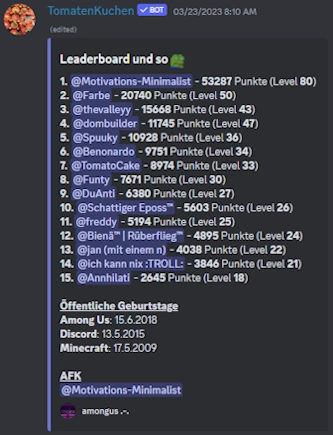 TomatenKuchen ✓ BOT 03/23/2023 8:10 AM
(edited)
Leaderboard und so
1. @Motivations-Minimalist - 53287 Punkte (Level 80)
2. @Farbe - 20740 Punkte (Level 50)
3. @thevalleyy - 15668 Punkte (Level 43)
4. @dombuilder - 11745 Punkte (Level 47)
5. @Spuuky - 10928 Punkte (Level 36)
6. @Benonardo - 9751 Punkte (Level 34)
7. @TomatoCake - 8974 Punkte (Level 33)
8. @Funty - 7671 Punkte (Level 30)
9. @DuAnti - 6380 Punkte (Level 27)
10. @Schattiger Eposs™ - 5603 Punkte (Level 26)
11. @freddy - 5194 Punkte (Level 25)
12. @Bienä™ | Rüberflieg™ - 4895 Punkte (Level 24)
13. @jan (mit einem n) - 4038 Punkte (Level 22)
14. @ich kann nix :TROLL: - 3846 Punkte (Level 21)
15. @Annhilati - 2645 Punkte (Level 18)
Öffentliche Geburtstage
Among Us: 15.6.2018
Discord: 13.5.2015
Minecraft: 17.5.2009
AFK
@Motivations-Minimalist
amongus .-.